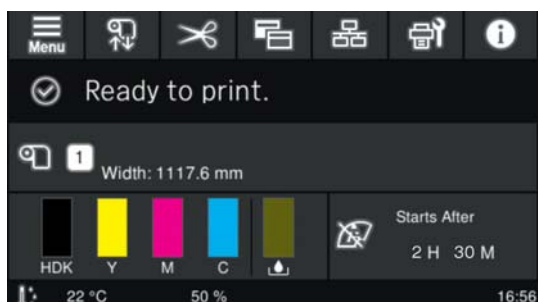 Menu
Ready to print.
1
Width: 1117.6 mm
Starts After
2 H 30 M
HDK Y M C
22 °C 50 % 16:56